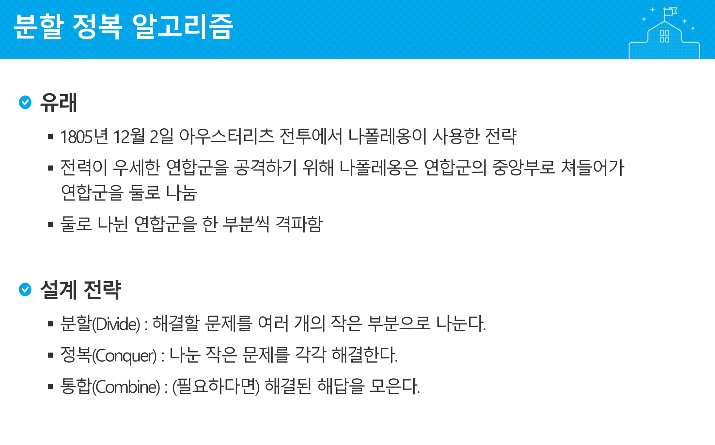 분할 정복 알고리즘
유래
▪ 1805년 12월 2일 아우스터리츠 전투에서 나폴레옹이 사용한 전략
▪ 전력이 우세한 연합군을 공격하기 위해 나폴레옹은 연합군의 중앙부로 쳐들어가
연합군을 둘로 나눔
▪ 둘로 나뉜 연합군을 한 부분씩 격파함
설계 전략
▪ 분할(Divide) : 해결할 문제를 여러 개의 작은 부분으로 나눈다.
▪ 정복(Conquer) : 나눈 작은 문제를 각각 해결한다.
▪ 통합(Combine) : (필요하다면) 해결된 해답을 모은다.